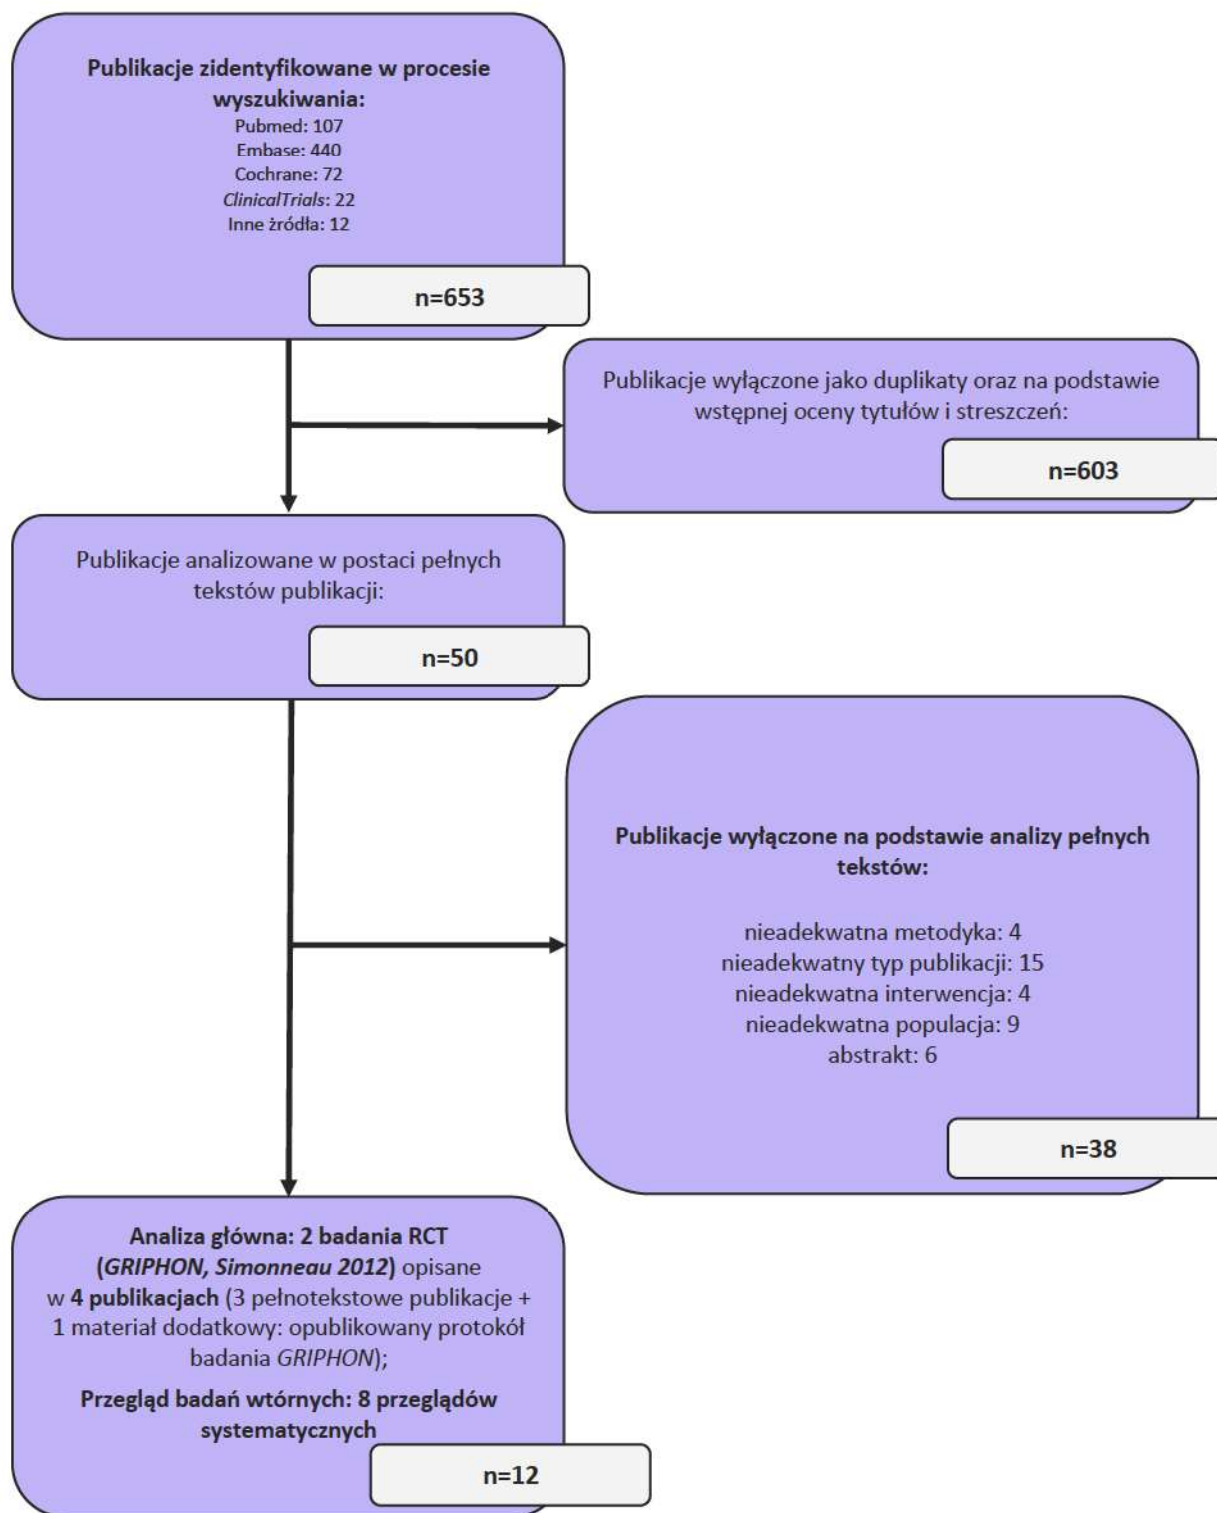 Publikacje zidentyfikowane w procesie
wyszukiwania:
Pubmed: 107
Embase: 440
Cochrane: 72
ClinicalTrials: 22
Inne żródła: 12
n=653
Publikacje wyłączone jako duplikaty oraz na podstawie
wstępnej oceny tytułów i streszczeń:
n=603
Publikacje analizowane w postaci pełnych
tekstów publikacji:
n=50
Publikacje wyłączone na podstawie analizy pełnych
tekstów:
nieadekwatna metodyka: 4
nieadekwatny typ publikacji: 15
nieadekwatna interwencja: 4
nieadekwatna populacja: 9
abstrakt: 6
n=38
Analiza główna: 2 badania RCT
(GRIPHON, Simonneau 2012) opisane
w 4 publikacjach (3 pełnotekstowe publikacje +
1 materiał dodatkowy: opublikowany protokół
badania GRIPHON);
Przegląd badań wtórnych: 8 przeglądów
systematycznych
n=12